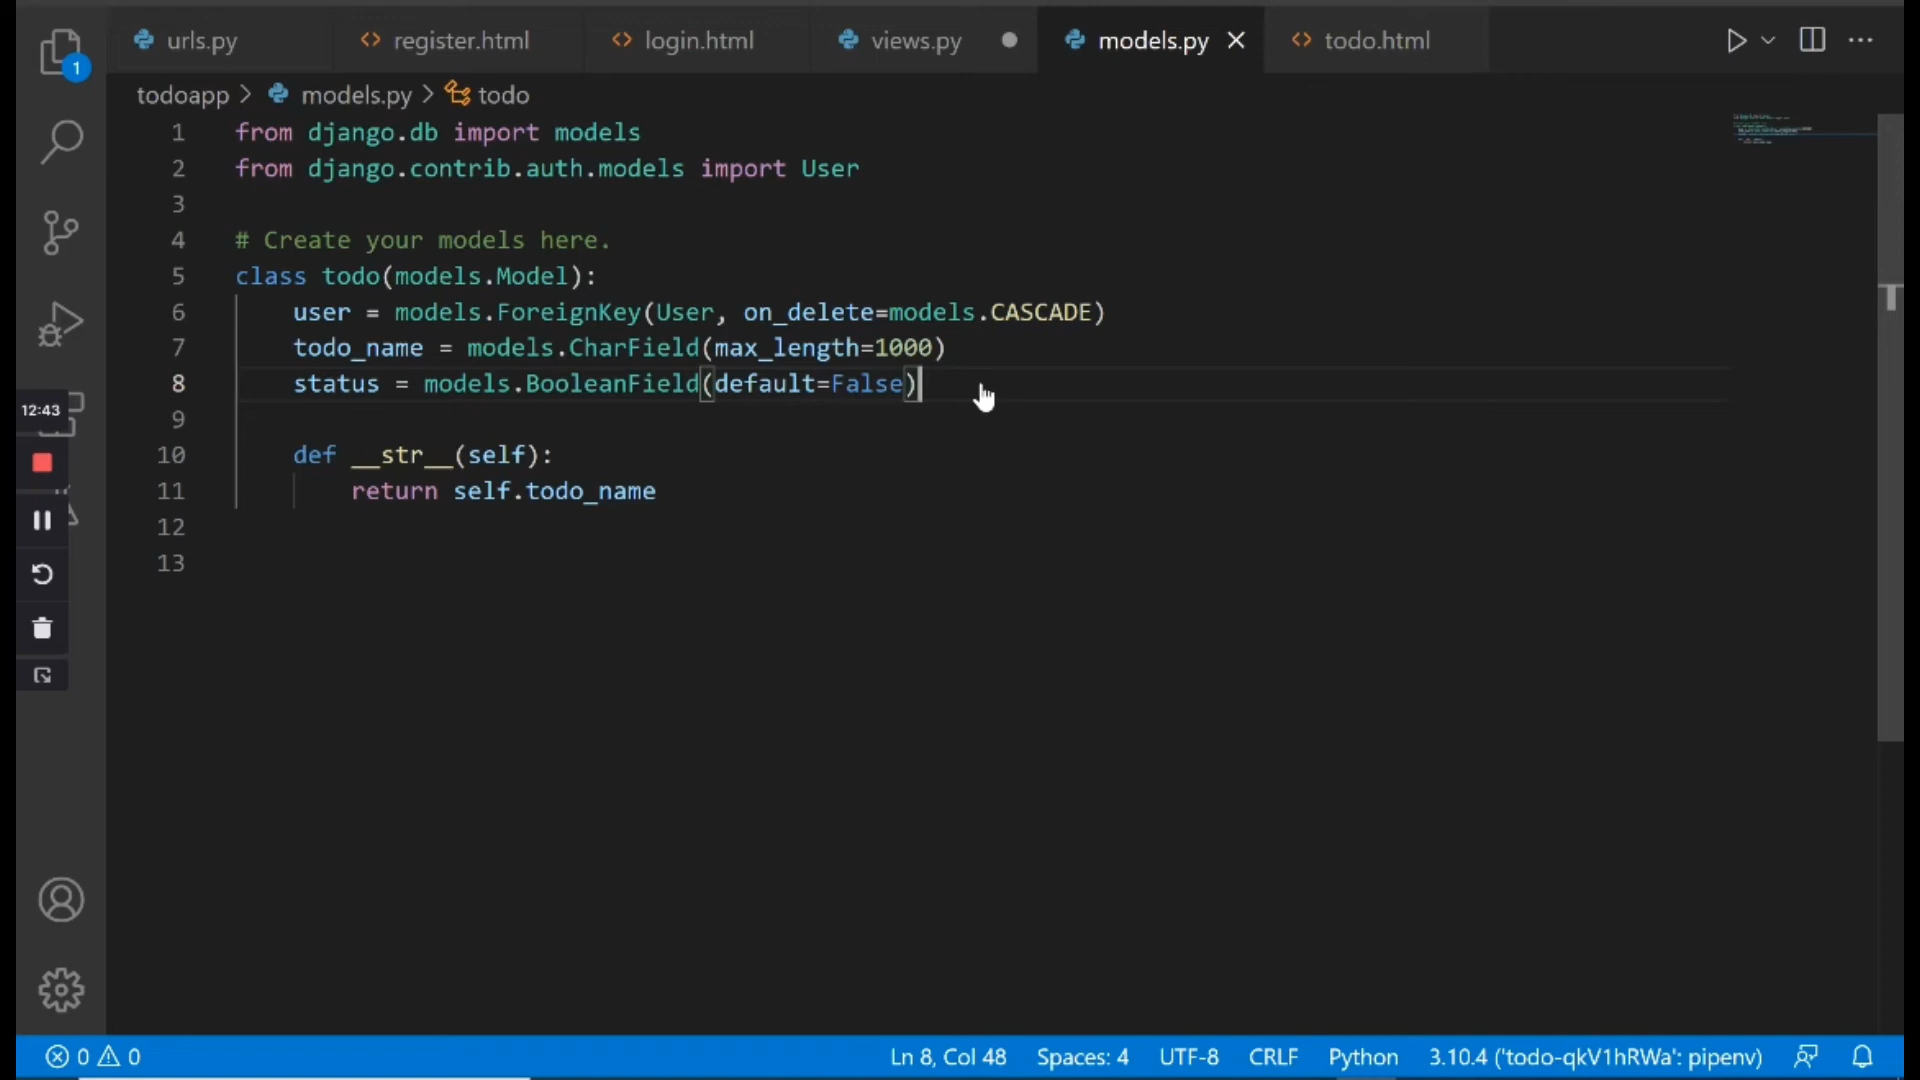 urls.py register.html login.html views.py models.py todo.html
1
todoapp > models.py > todo
1 from django.db import models
2 from django.contrib.auth.models import User
3
4 # Create your models here.
5 class todo(models.Model):
6 user = models.ForeignKey(User, on_delete=models.CASCADE)
7 todo_name = models.CharField(max_length=1000)
8 status = models.BooleanField(default=False)
12:43
9
10 def __str__(self):
11 return self.todo_name
12
13
0 0 Ln 8, Col 48 Spaces: 4 UTF-8 CRLF Python 3.10.4 ('todo-qkV1hRWa': pipenv)